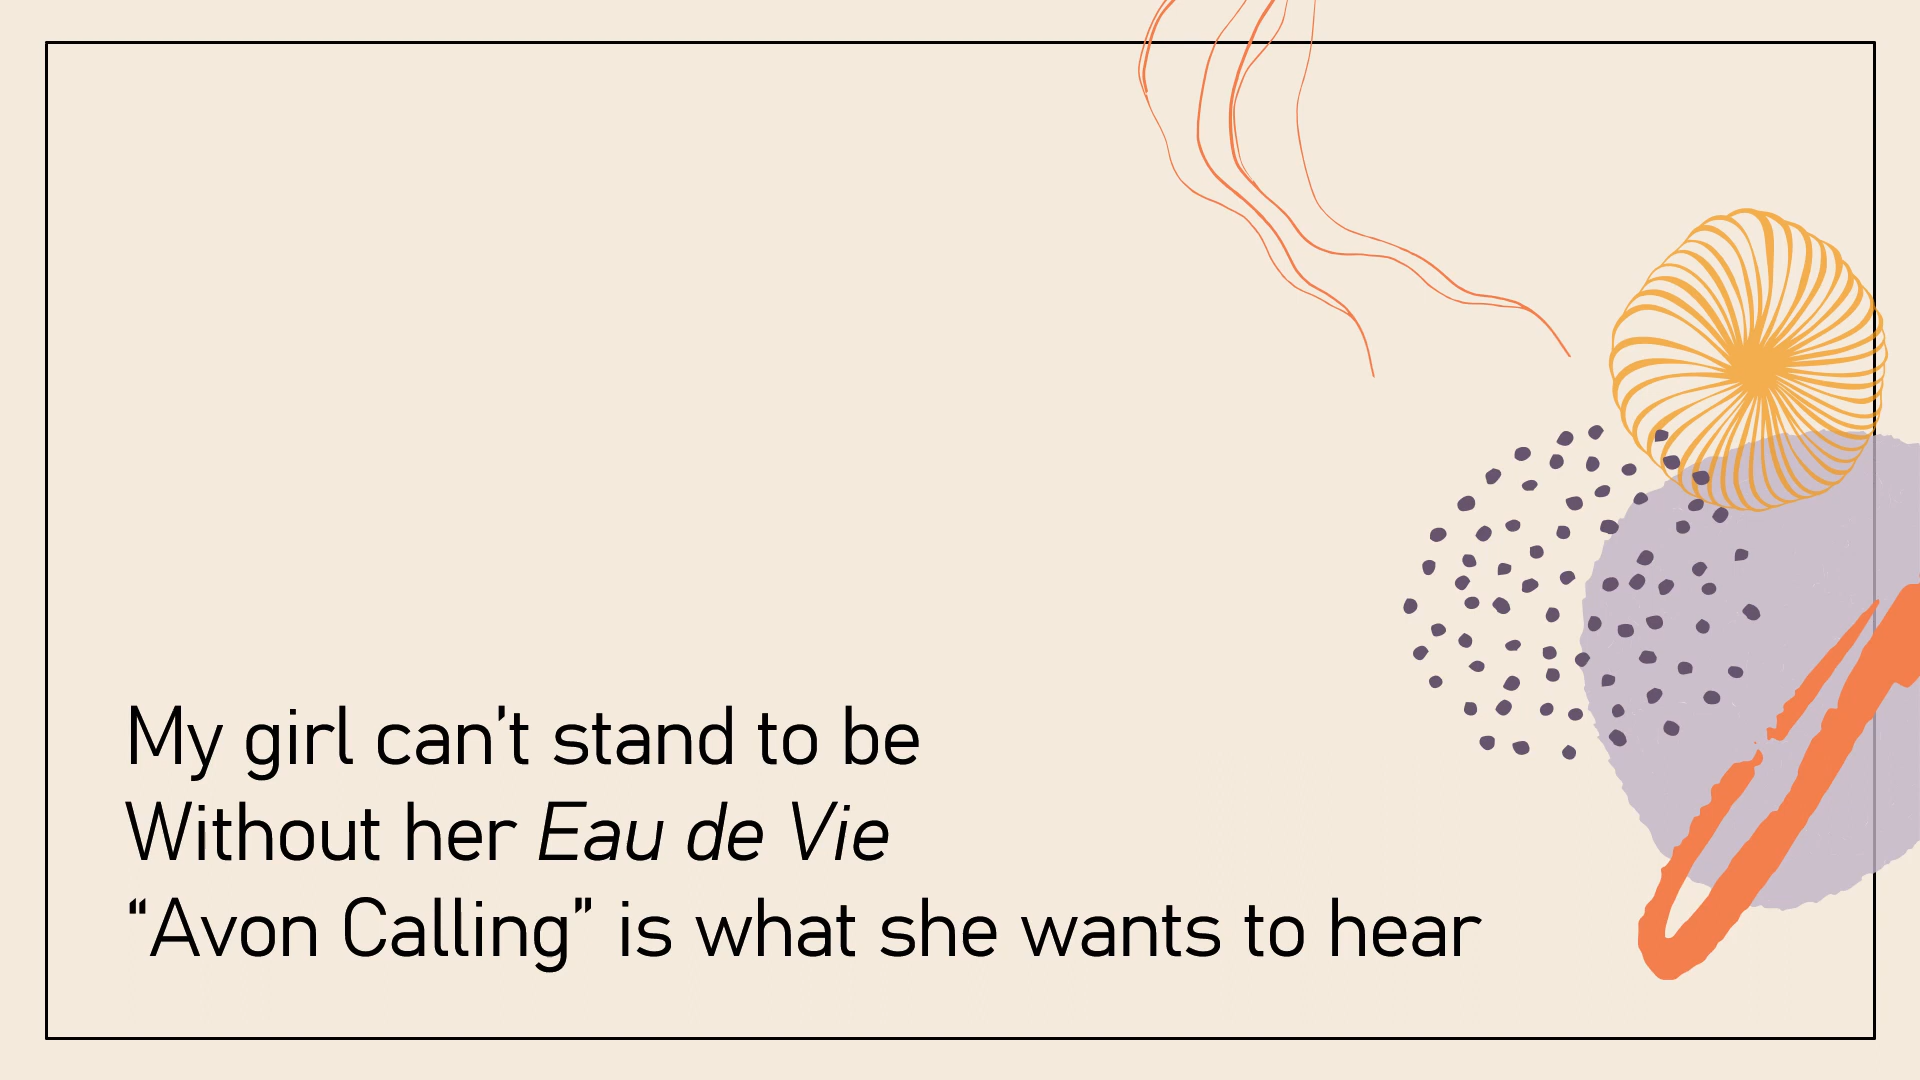 My girl can't stand to be
Without her Eau de Vie
“Avon Calling” is what she wants to hear